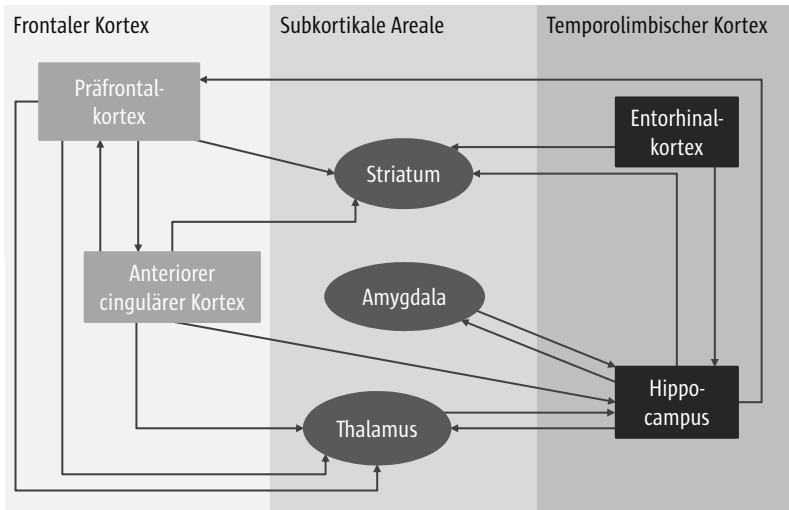 Frontaler Kortex
Subkortikale Areale
Temporolimbischer Kortex
Präfrontal-
kortex
Entorhinal-
kortex
Striatum
Anteriorer
cingulärer Kortex
Amygdala
Hippo-
campus
Thalamus